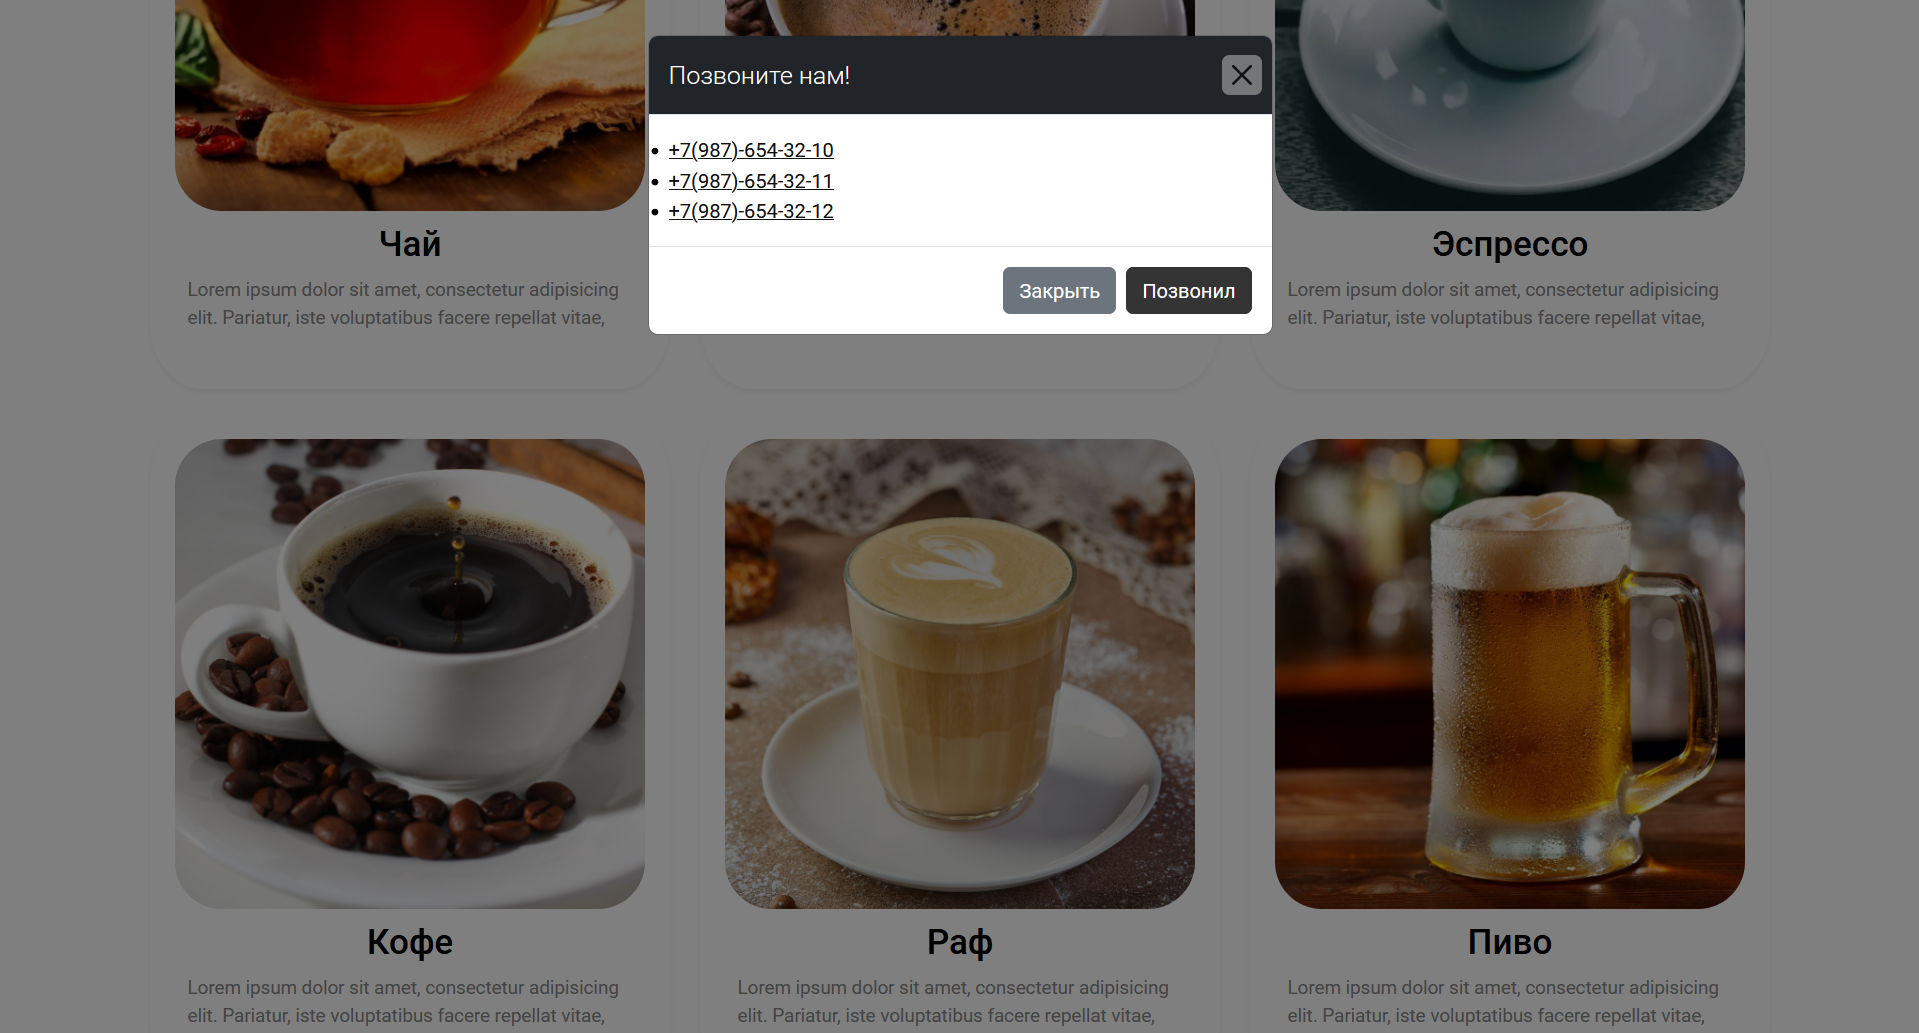 Позвоните нам!
+7(987)-654-32-10
+7(987)-654-32-11
+7(987)-654-32-12
Закрыть Позвонил
Чай
Lorem ipsum dolor sit amet, consectetur adipisicing
elit. Pariatur, iste voluptatibus facere repellat vitae,
Эспрессо
Lorem ipsum dolor sit amet, consectetur adipisicing
elit. Pariatur, iste voluptatibus facere repellat vitae,
Кофе
Lorem ipsum dolor sit amet, consectetur adipisicing
elit. Pariatur, iste voluptatibus facere repellat vitae,
Раф
Lorem ipsum dolor sit amet, consectetur adipisicing
elit. Pariatur, iste voluptatibus facere repellat vitae,
Пиво
Lorem ipsum dolor sit amet, consectetur adipisicing
elit. Pariatur, iste voluptatibus facere repellat vitae,